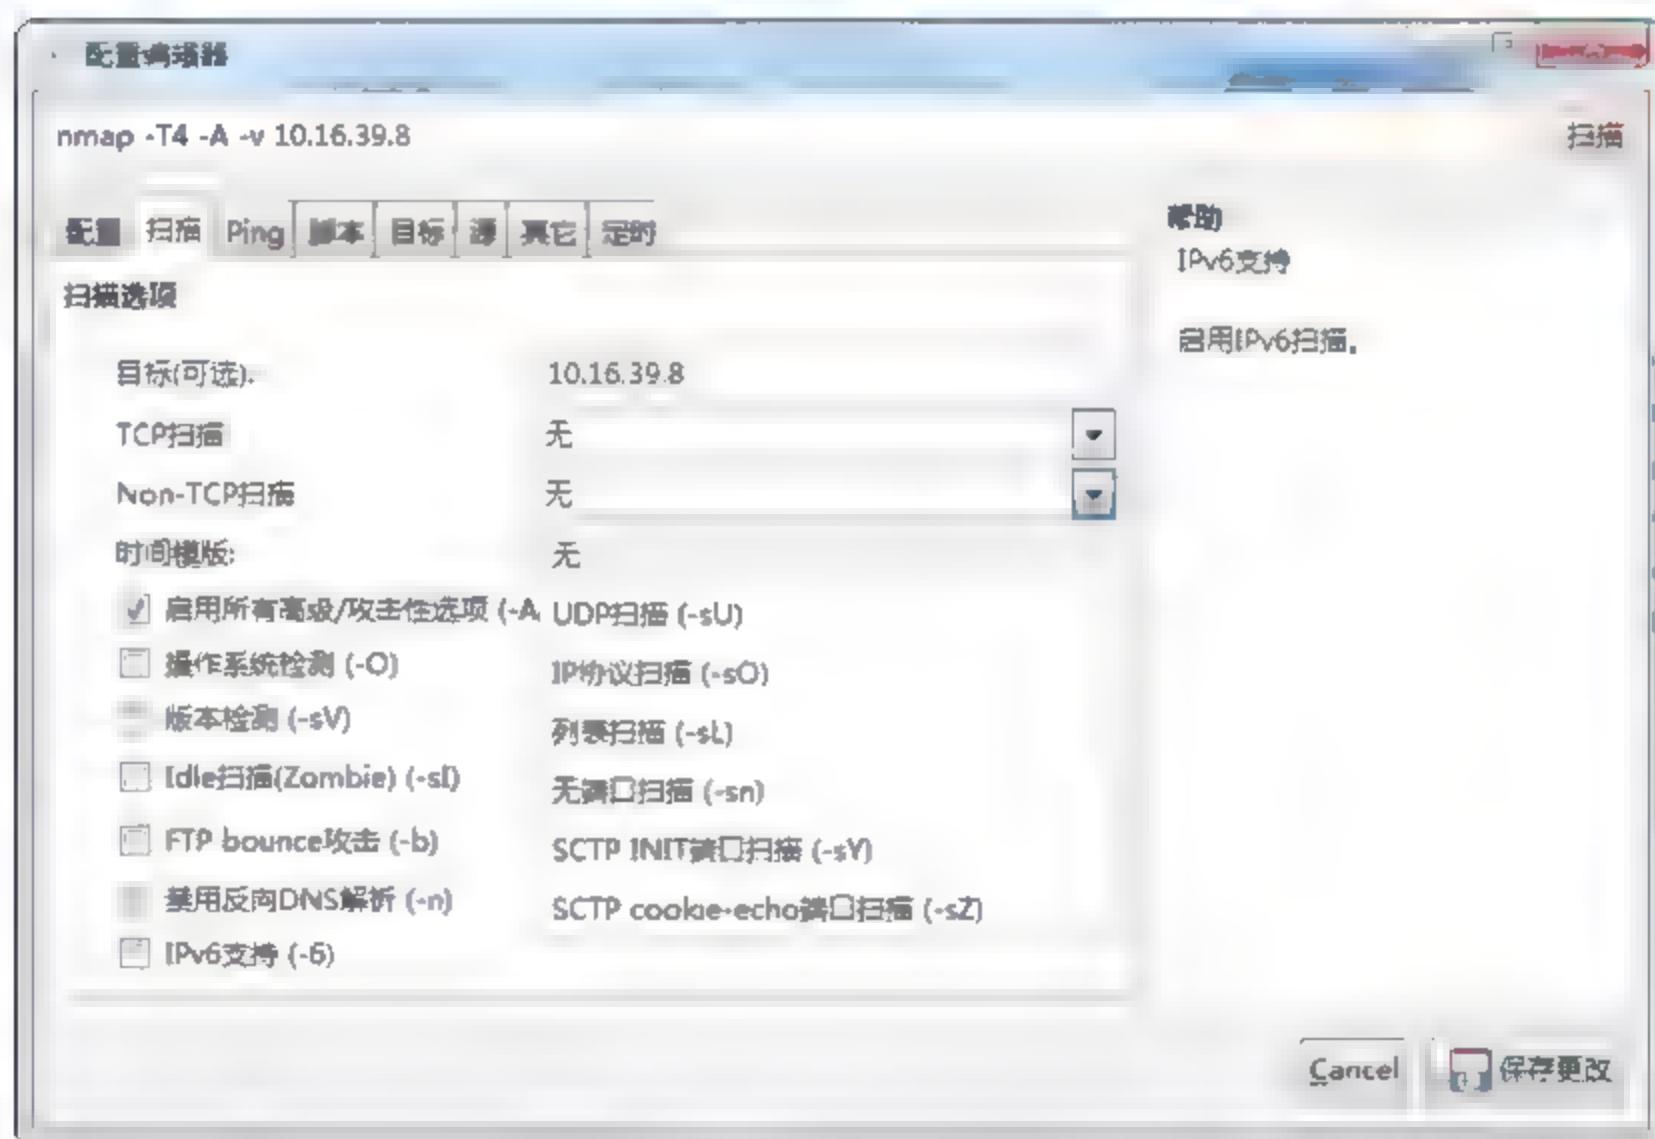 配置编辑器
nmap -T4 -A -v 10.16.39.8
扫描
配置 扫描 Ping 脚本 目标 源 其它 定时
扫描选项
目标(可选):
10.16.39.8
TCP扫描
无
Non-TCP扫描
无
时间模版:
无
启用所有高级/攻击性选项 (-A
操作系统检测 (-O)
版本检测 (-sV)
Idle扫描(Zombie) (-sI)
FTP bounce攻击 (-b)
禁用反向DNS解析 (-n)
IPv6支持 (-6)
UDP扫描 (-sU)
IP协议扫描 (-sO)
列表扫描 (-sL)
无端口扫描 (-sn)
SCTP INIT端口扫描 (-sY)
SCTP cookie-echo端口扫描 (-sZ)
帮助
IPv6支持
启用IPv6扫描。
Cancel
保存更改